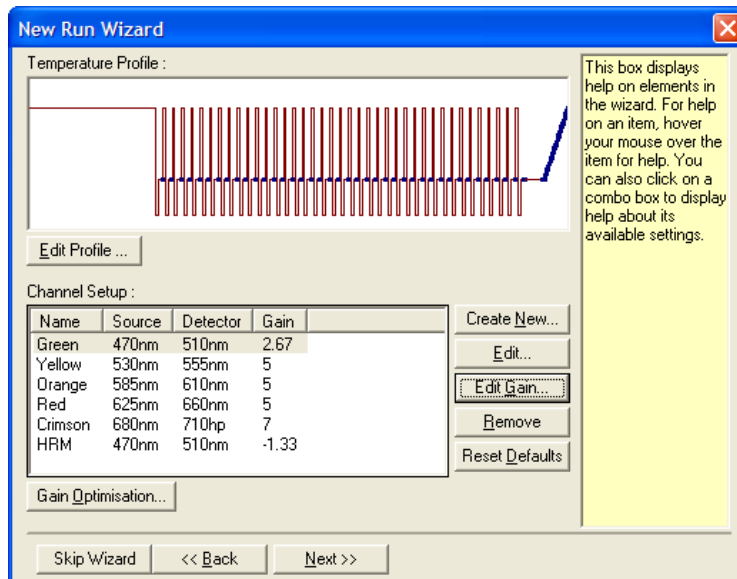 New Run Wizard
Temperature Profile :
Edit Profile ...
Channel Setup :
Name Source Detector Gain
Green 470nm 510nm 2.67
Yellow 530nm 555nm 5
Orange 585nm 610nm 5
Red 625nm 660nm 5
Crimson 680nm 710hp 7
HRM 470nm 510nm -1.33
Create New...
Edit...
Edit Gain...
Remove
Reset Defaults
Gain Optimisation...
Skip Wizard
<< Back
Next >>
This box displays
help on elements in
the wizard. For help
on an item, hover
your mouse over the
item for help. You
can also click on a
combo box to display
help about its
available settings.